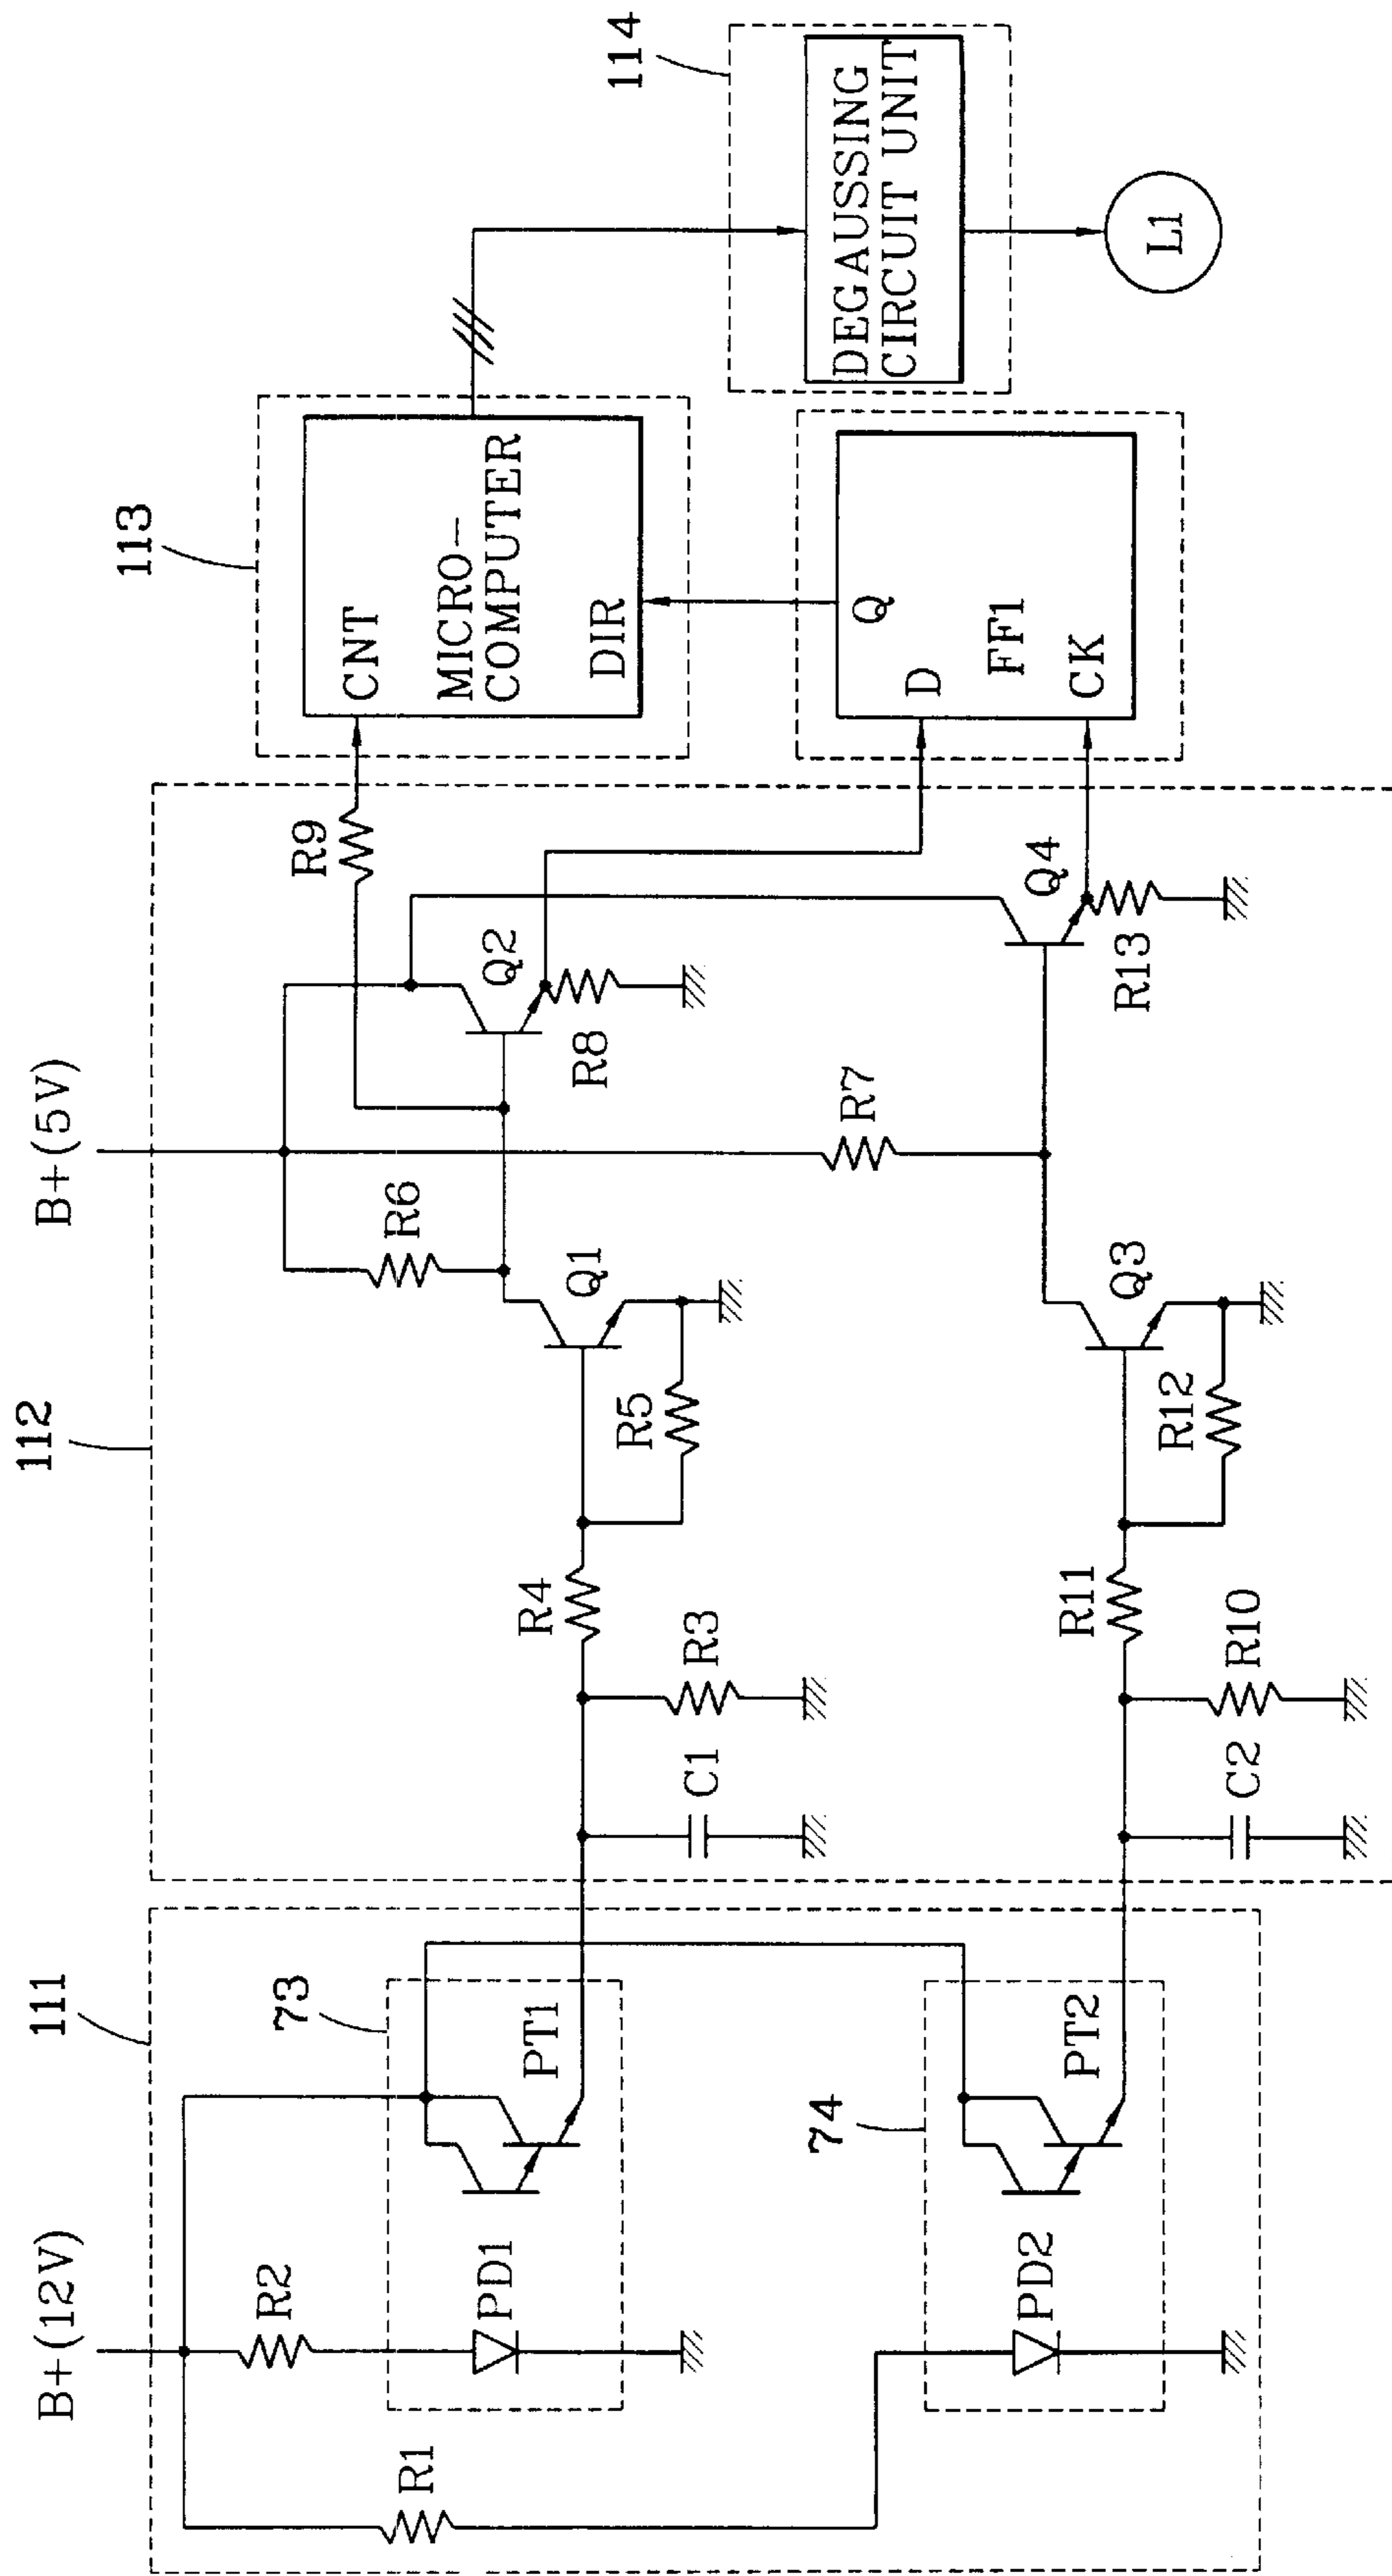 B+(12V)
111
R1
R2
73
PD1
PT1
74
PD2
PT2
112
B+(5V)
C1
R3
R4
R5
Q1
R6
R7
Q2
R8
R9
C2
R10
R11
R12
Q3
Q4
R13
113
CNT
MICRO-
COMPUTER
DIR
Q
D
FF1
CK
114
DEGAUSSING
CIRCUIT UNIT
L1